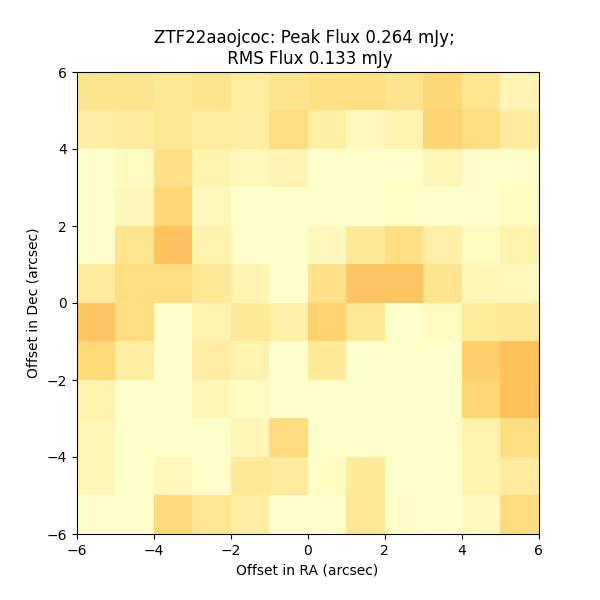 ZTF22aaojcoc: Peak Flux 0.264 mJy;
RMS Flux 0.133 mJy
6
4
2
0
−2
−4
−6
Offset in Dec (arcsec)
−6 −4 −2 0 2 4 6
Offset in RA (arcsec)